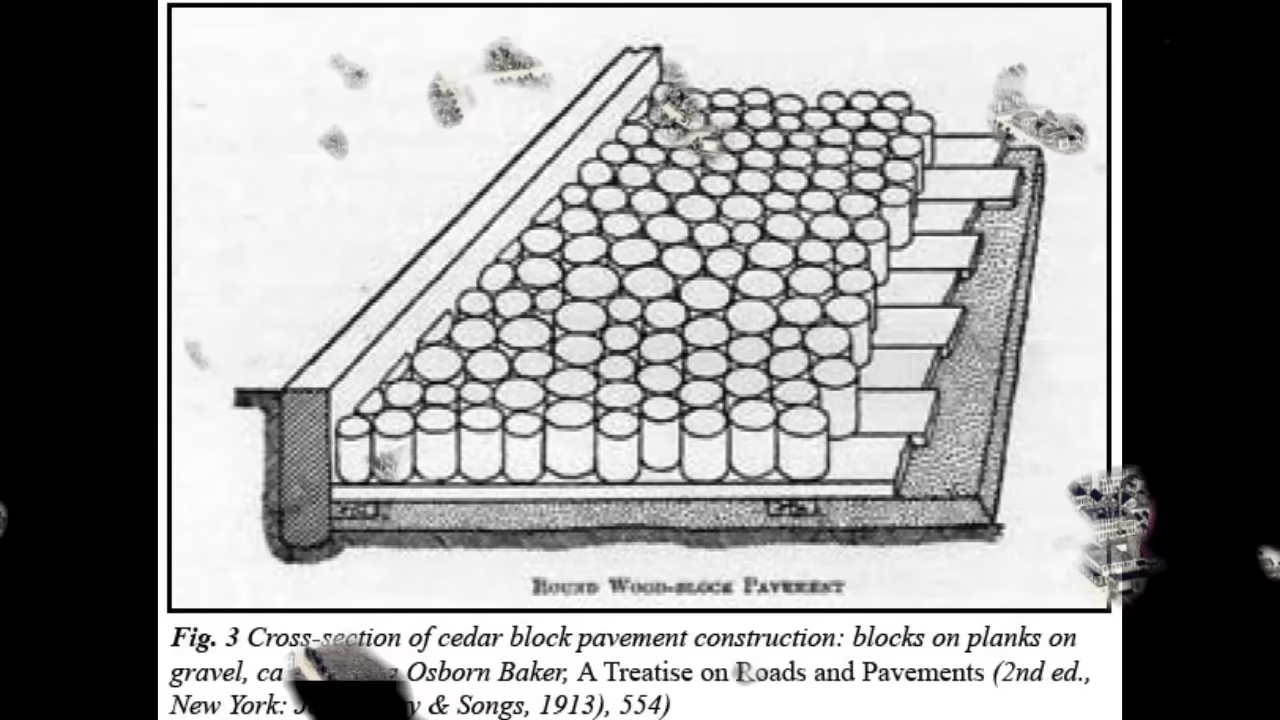 ROUND WOOD-BLOCK PAVEMENT
Fig. 3 Cross-section of cedar block pavement construction: blocks on planks on
gravel, ca Osborn Baker, A Treatise on Roads and Pavements (2nd ed.,
New York: & Songs, 1913), 554)